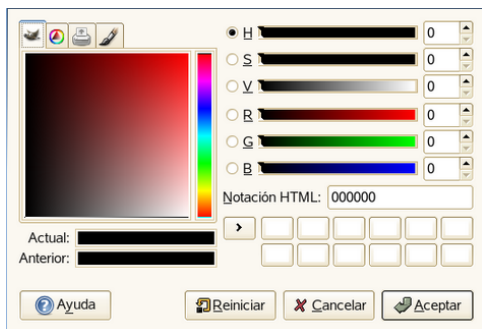 H 0
S 0
V 0
R 0
G 0
B 0
Notación HTML: 000000
Actual:
Anterior:
Ayuda Reiniciar Cancelar Aceptar